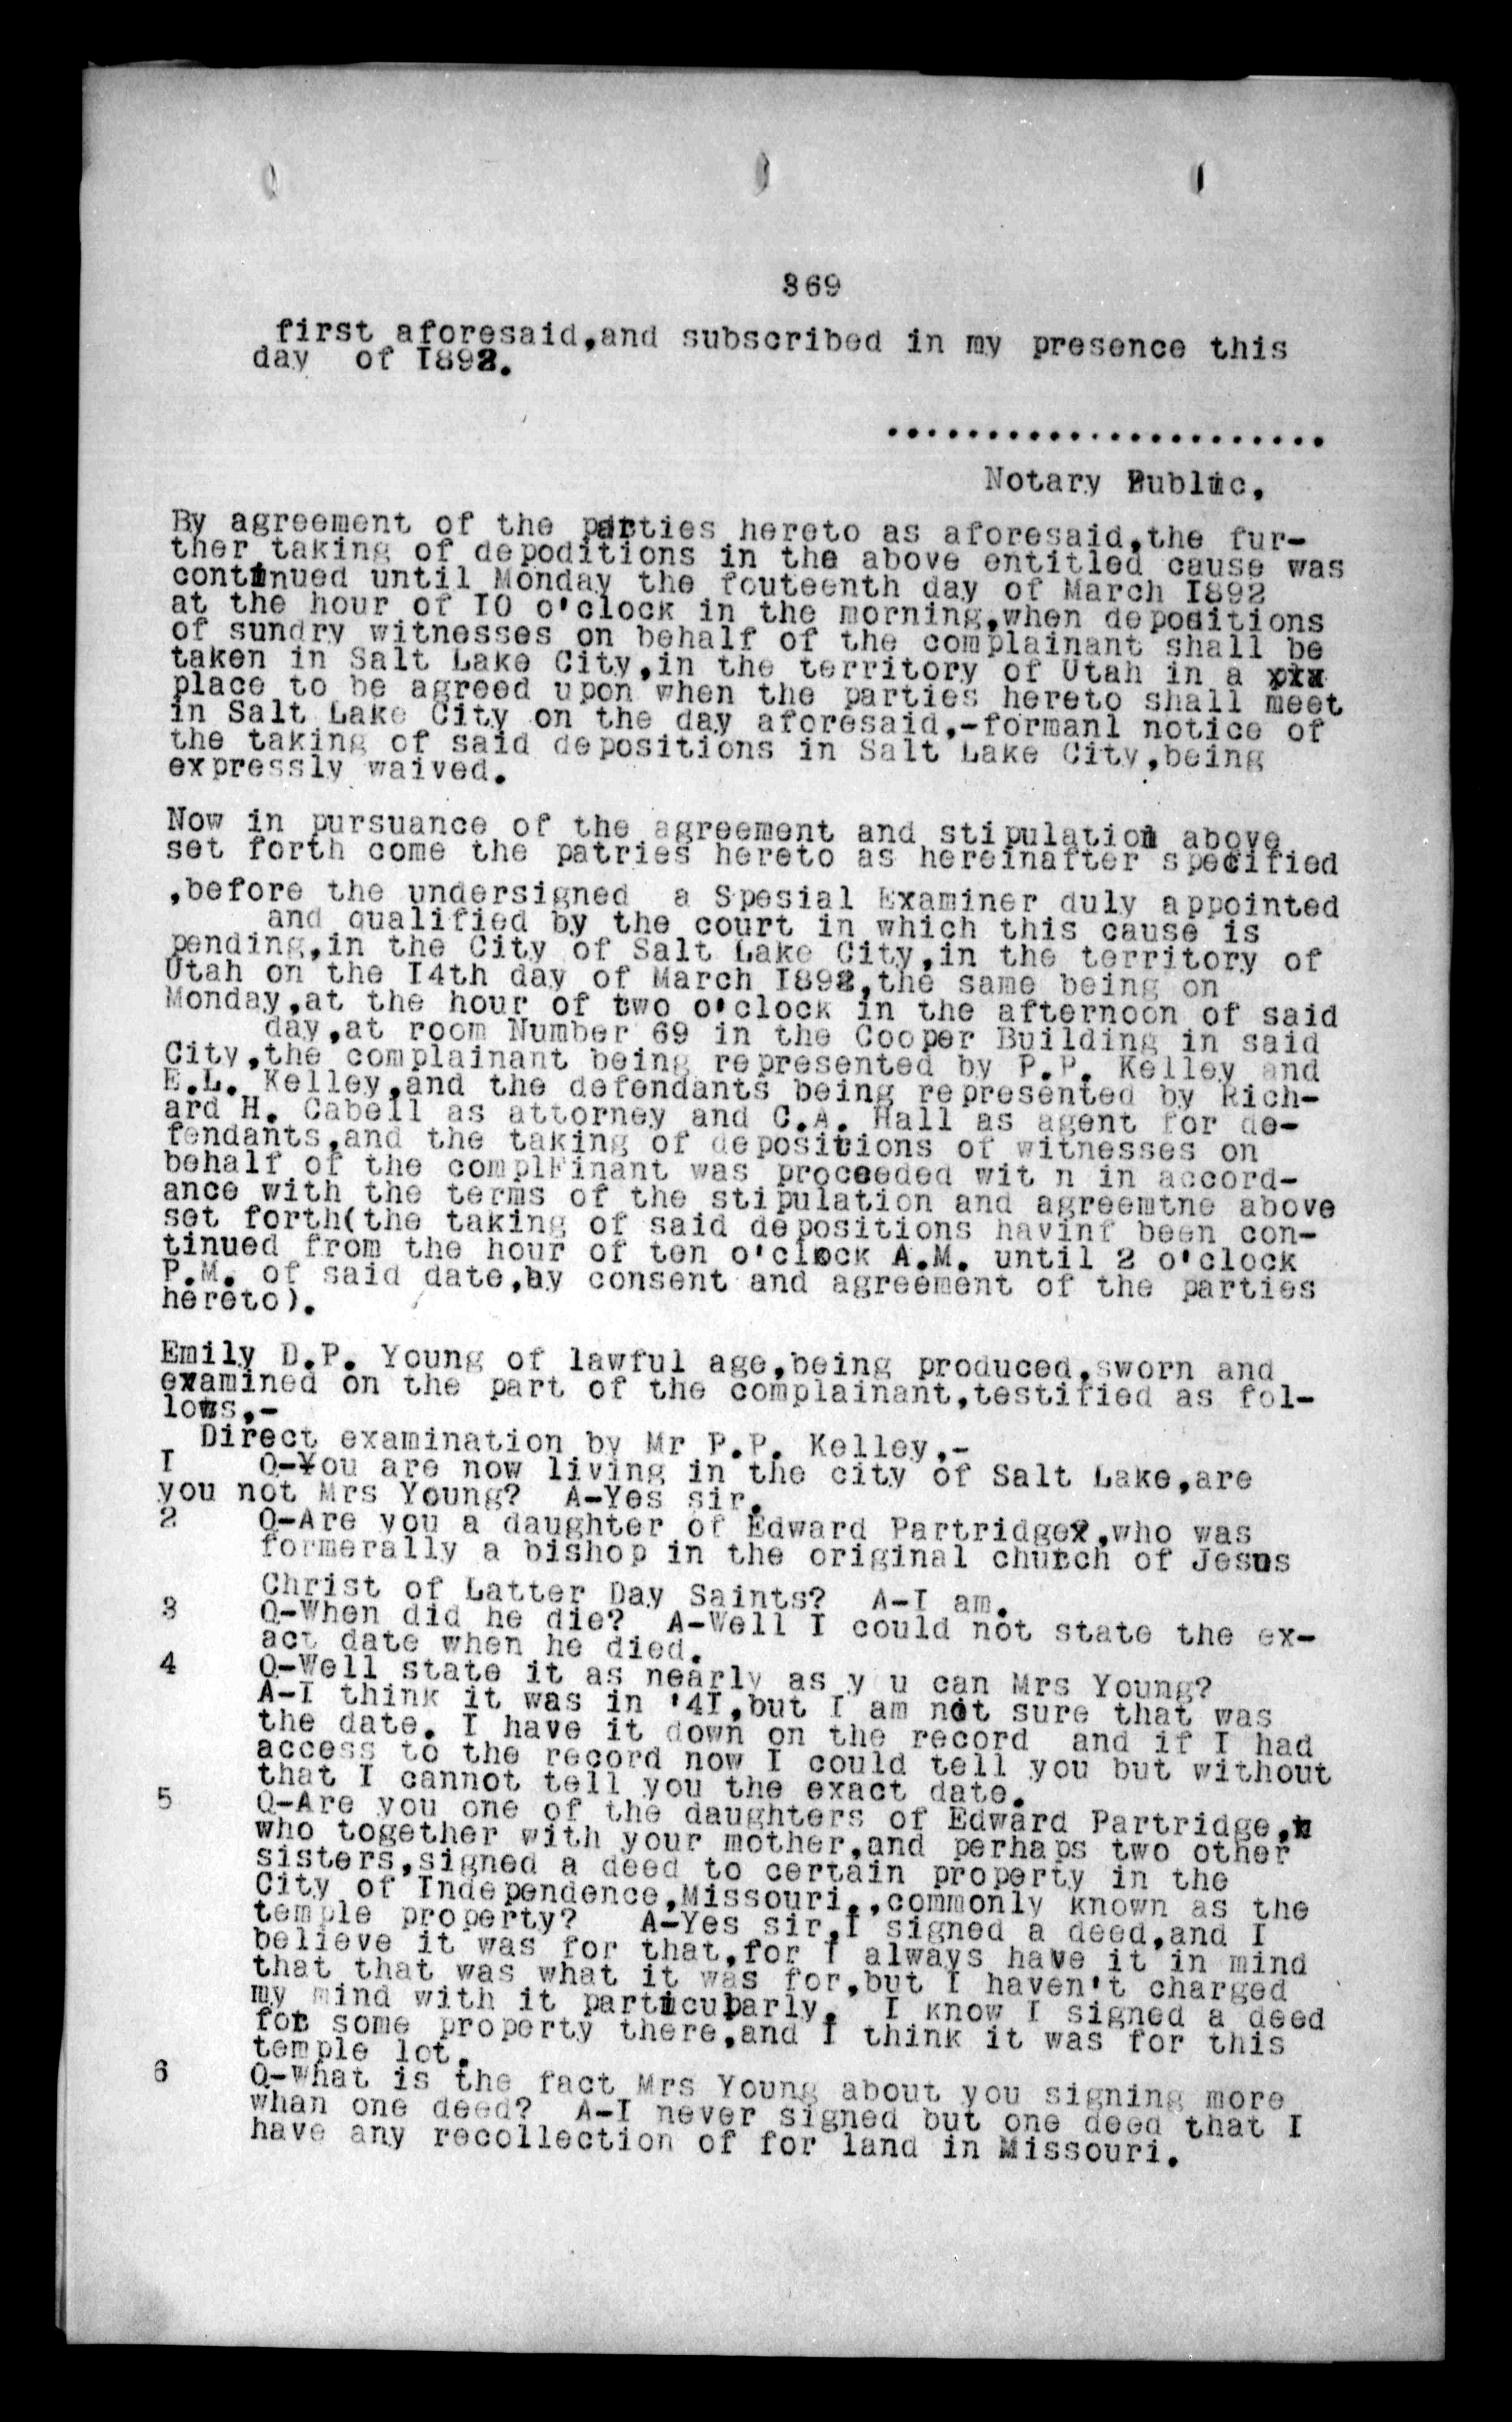 369
first aforesaid,and subscribed in my presence this
day of I892.
......................
Notary Public,
By agreement of the patties hereto as aforesaid,the fur-
ther taking of depoditions in the above entitled cause was
continued until Monday the fouteenth day of March I892
at the hour of IO o'clock in the morning,when depositions
of sundry witnesses on behalf of the complainant shall be
taken in Salt Lake City,in the territory of Utah in a pxx
place to be agreed upon when the parties hereto shall meet
in Salt Lake City on the day aforesaid,-formanl notice of
the taking of said depositions in Salt Lake City,being
expressly waived.
Now in pursuance of the agreement and stipulation above
set forth come the patries hereto as hereinafter specified
,before the undersigned a Spesial Examiner duly appointed
and qualified by the court in which this cause is
pending,in the City of Salt Lake City,in the territory of
Utah on the I4th day of March I892,the same being on
Monday,at the hour of two o'clock in the afternoon of said
day,at room Number 69 in the Cooper Building in said
City,the complainant being represented by P.P. Kelley and
E.L. Kelley,and the defendants being represented by Rich-
ard H. Cabell as attorney and C.A. Hall as agent for de-
fendants,and the taking of depositions of witnesses on
behalf of the complFinant was proceeded wit n in accord-
ance with the terms of the stipulation and agreemtne above
set forth(the taking of said depositions havinf been con-
tinued from the hour of ten o'clock A.M. until 2 o'clock
P.M. of said date,by consent and agreement of the parties
hereto).
Emily D.P. Young of lawful age,being produced,sworn and
examined on the part of the complainant,testified as fol-
lows,-
Direct examination by Mr P.P. Kelley,-
I Q-You are now living in the city of Salt Lake,are
you not Mrs Young? A-Yes sir.
2 Q-Are you a daughter of Edward Partridgex,who was
formerally a bishop in the original church of Jesus
Christ of Latter Day Saints? A-I am.
3 Q-When did he die? A-Well I could not state the ex-
act date when he died.
4 Q-Well state it as nearly as y u can Mrs Young?
A-I think it was in '4I,but I am not sure that was
the date. I have it down on the record and if I had
access to the record now I could tell you but without
that I cannot tell you the exact date.
5 Q-Are you one of the daughters of Edward Partridge,
who together with your mother,and perhaps two other
sisters,signed a deed to certain property in the
City of Independence,Missouri.,commonly known as the
temple property? A-Yes sir,I signed a deed,and I
believe it was for that,for I always have it in mind
that that was what it was for,but I haven't charged
my mind with it particularly. I know I signed a deed
for some property there,and I think it was for this
temple lot.
6 Q-What is the fact Mrs Young about you signing more
whan one deed? A-I never signed but one deed that I
have any recollection of for land in Missouri.